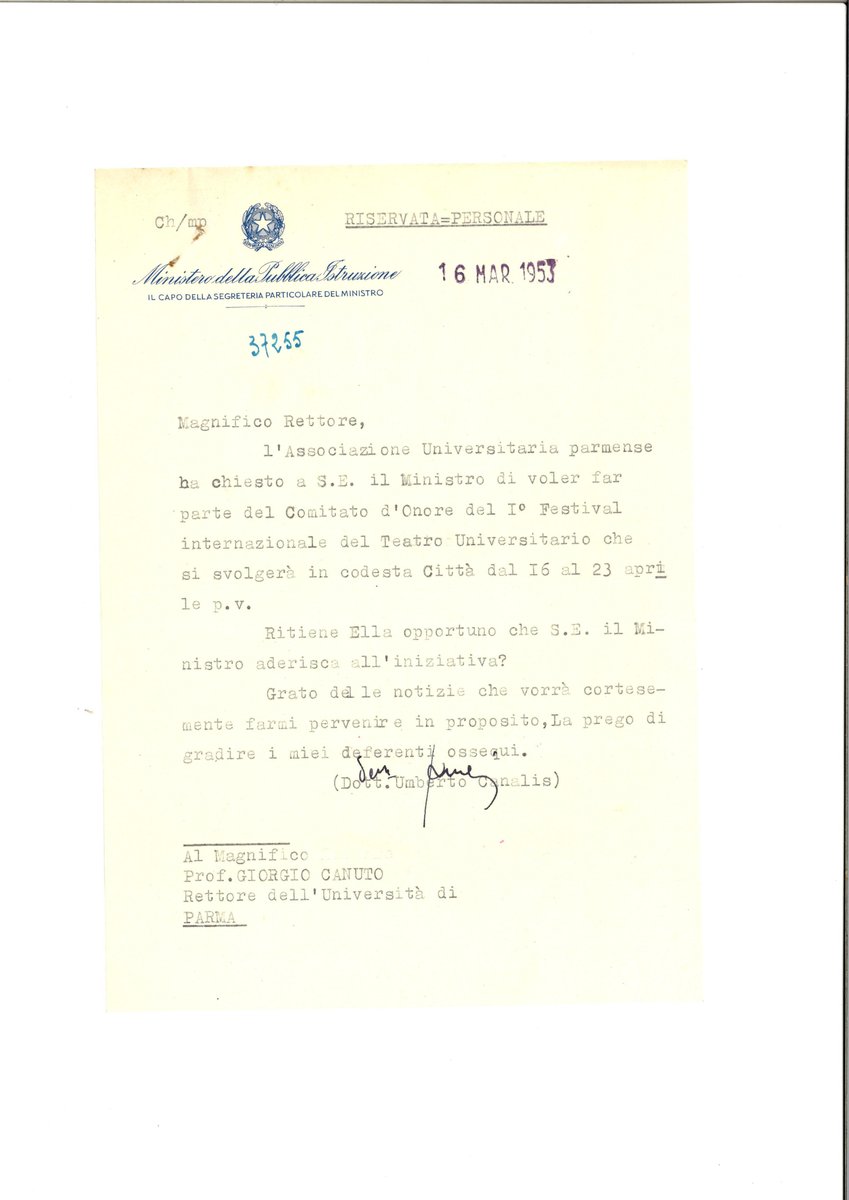 Ch/mp
RISERVATA=PERSONALE
Ministero della Pubblica Istruzione
IL CAPO DELLA SEGRETERIA PARTICOLARE DEL MINISTRO
16 MAR. 1953
37255
Magnifico Rettore,
l'Associazione Universitaria parmense
ha chiesto a S.E. il Ministro di voler far
parte del Comitato d'Onore del I° Festival
internazionale del Teatro Universitario che
si svolgerà in codesta Città dal I6 al 23 apri
le p.v.
Ritiene Ella opportuno che S.E. il Mi-
nistro aderisca all'iniziativa?
Grato delle notizie che vorrà cortese-
mente farmi pervenire in proposito,La prego di
gradire i miei deferenti ossequi.
(Dott.Umberto Canalis)
Al Magnifico
Prof.GIORGIO CANUTO
Rettore dell'Università di
PARMA